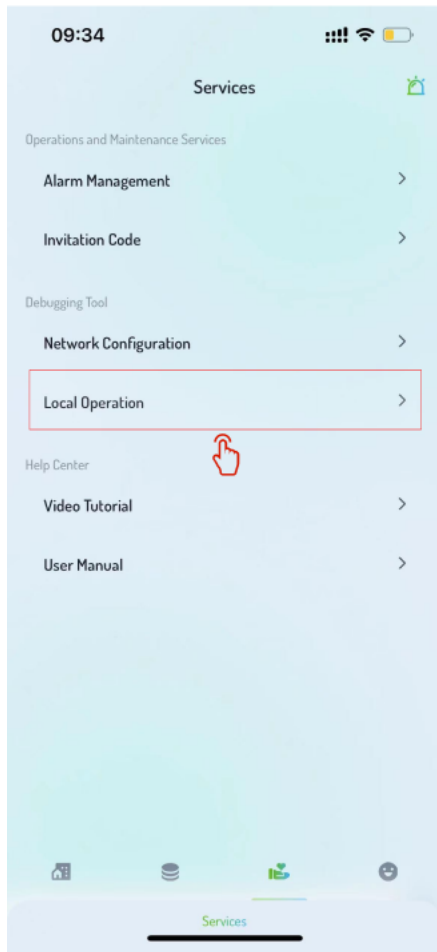 09:34
Services
Operations and Maintenance Services
Alarm Management
Invitation Code
Debugging Tool
Network Configuration
Local Operation
Help Center
Video Tutorial
User Manual
Services